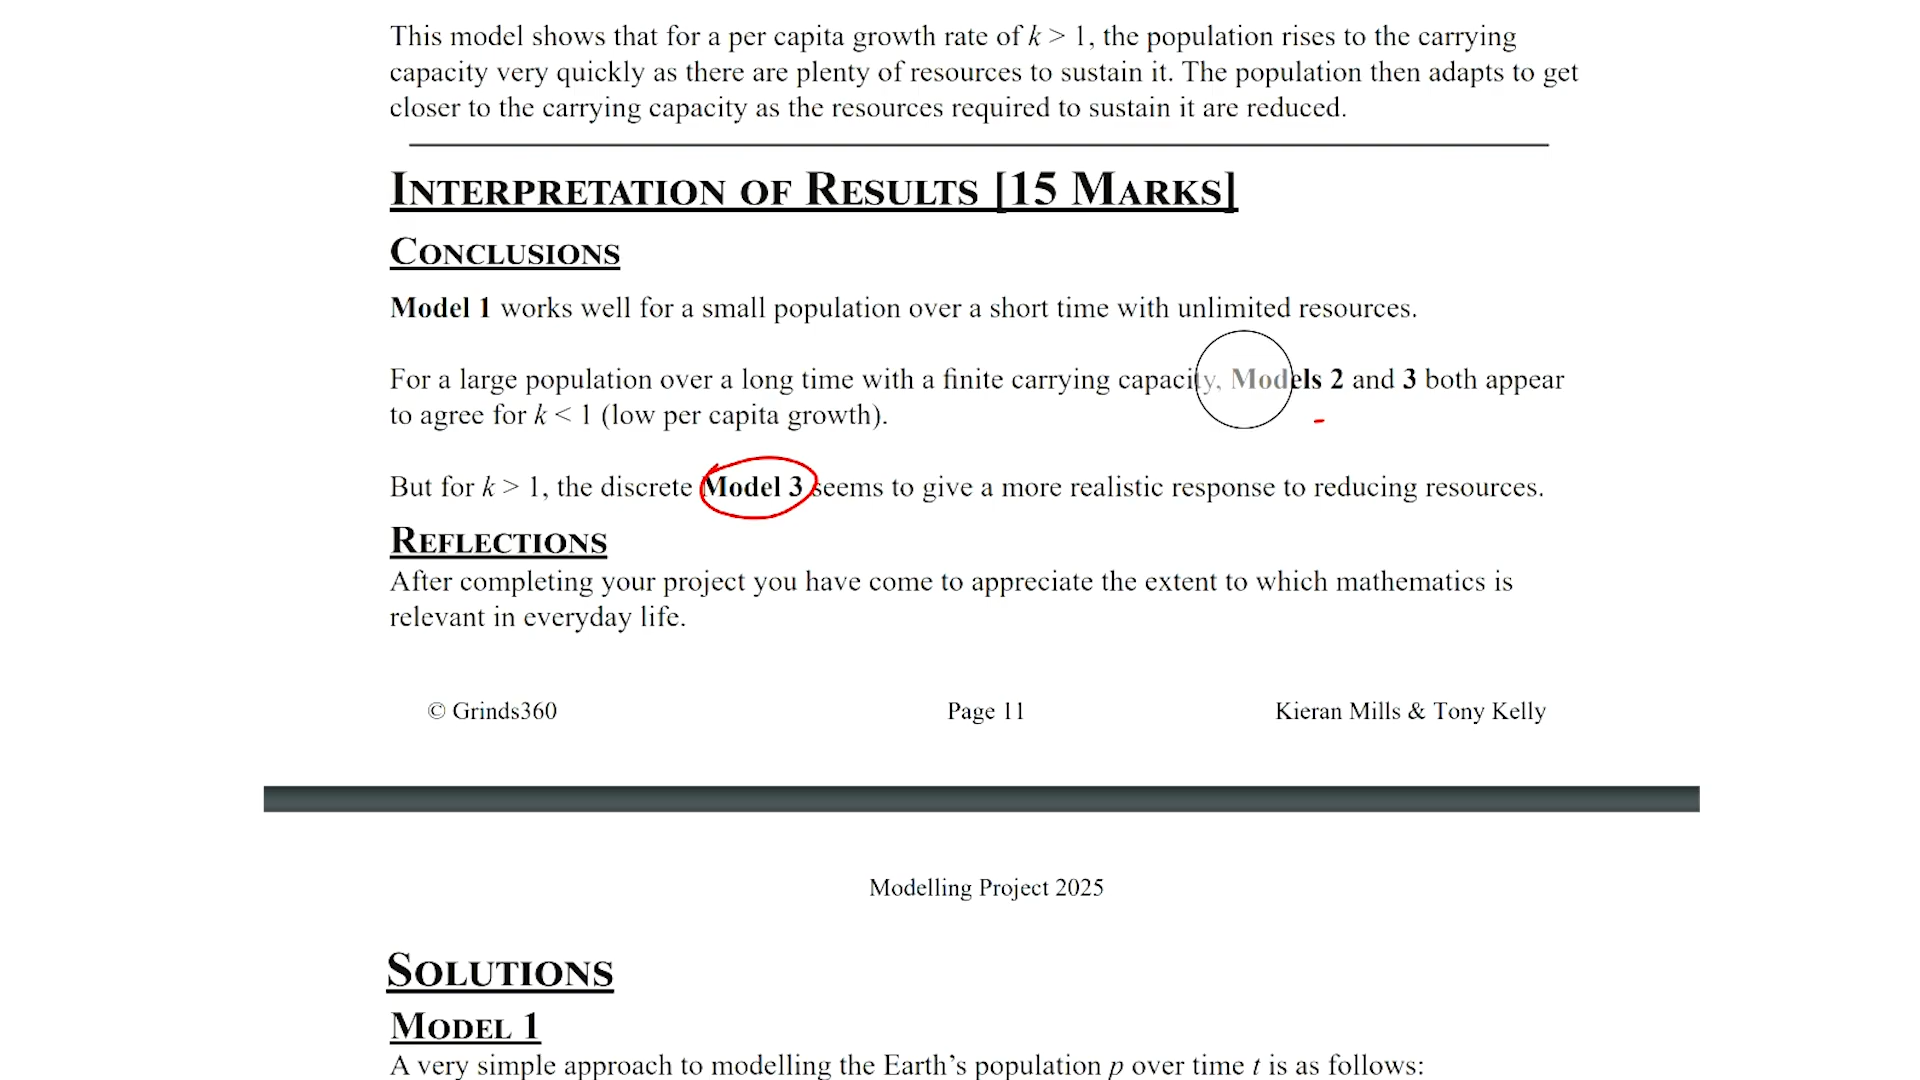 This model shows that for a per capita growth rate of k > 1, the population rises to the carrying
capacity very quickly as there are plenty of resources to sustain it. The population then adapts to get
closer to the carrying capacity as the resources required to sustain it are reduced.
INTERPRETATION OF RESULTS [15 MARKS]
CONCLUSIONS
Model 1 works well for a small population over a short time with unlimited resources.
For a large population over a long time with a finite carrying capacity, Models 2 and 3 both appear
to agree for k < 1 (low per capita growth).
But for k > 1, the discrete Model 3 seems to give a more realistic response to reducing resources.
REFLECTIONS
After completing your project you have come to appreciate the extent to which mathematics is
relevant in everyday life.
© Grinds360 Page 11 Kieran Mills & Tony Kelly
Modelling Project 2025
SOLUTIONS
MODEL 1
A very simple approach to modelling the Earth's population p over time t is as follows: